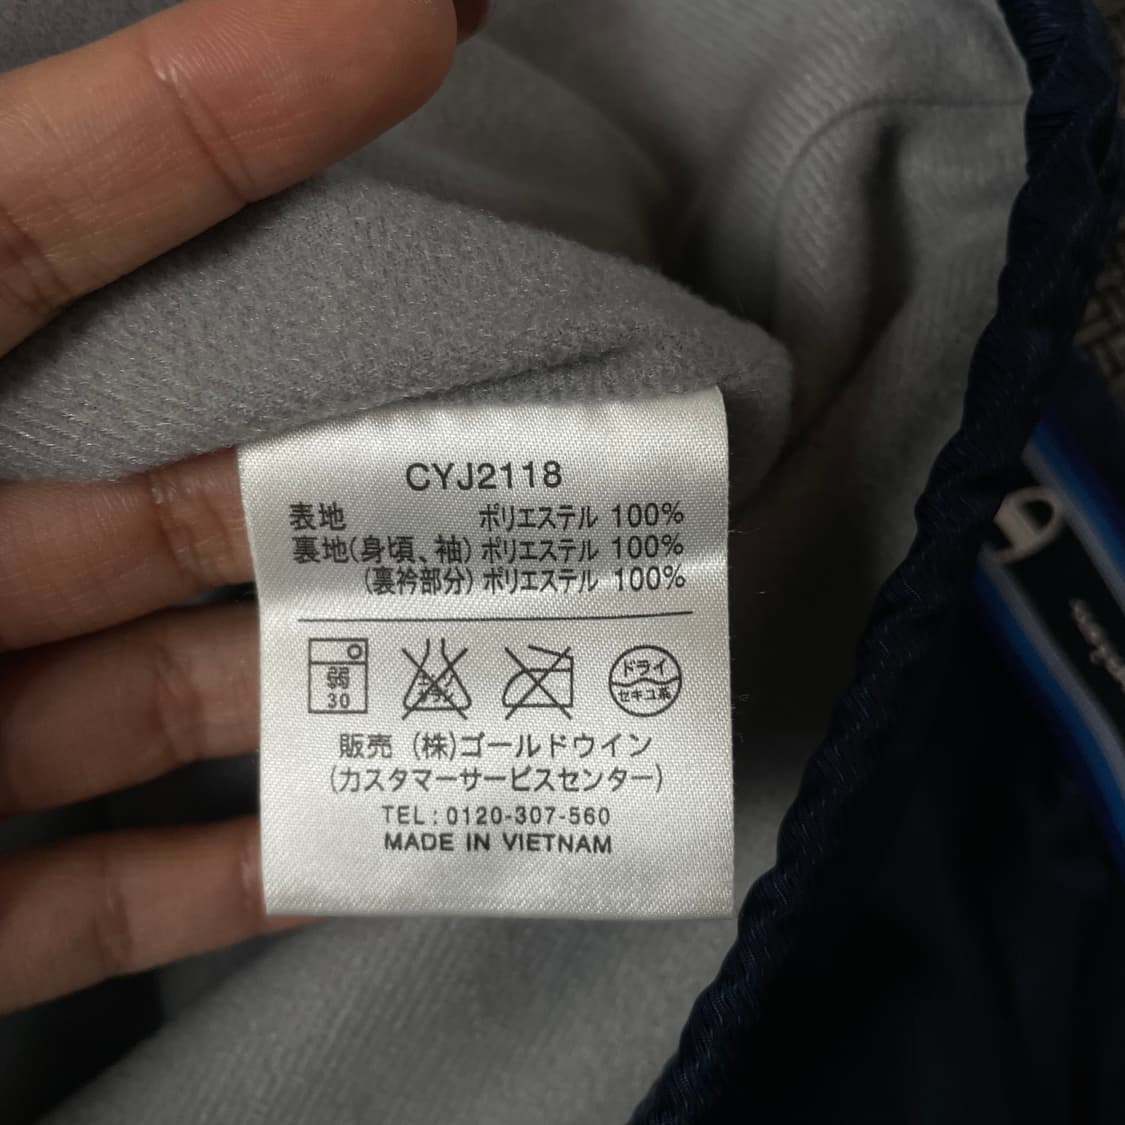 CYJ2118
表地 ポリエステル 100%
裏地(身頃、袖) ポリエステル 100%
(裏衿部分) ポリエステル 100%
弱
30
ドライ
セキユ系
販売 (株)ゴールドウイン
(カスタマーサービスセンター)
TEL:0120-307-560
MADE IN VIETNAM